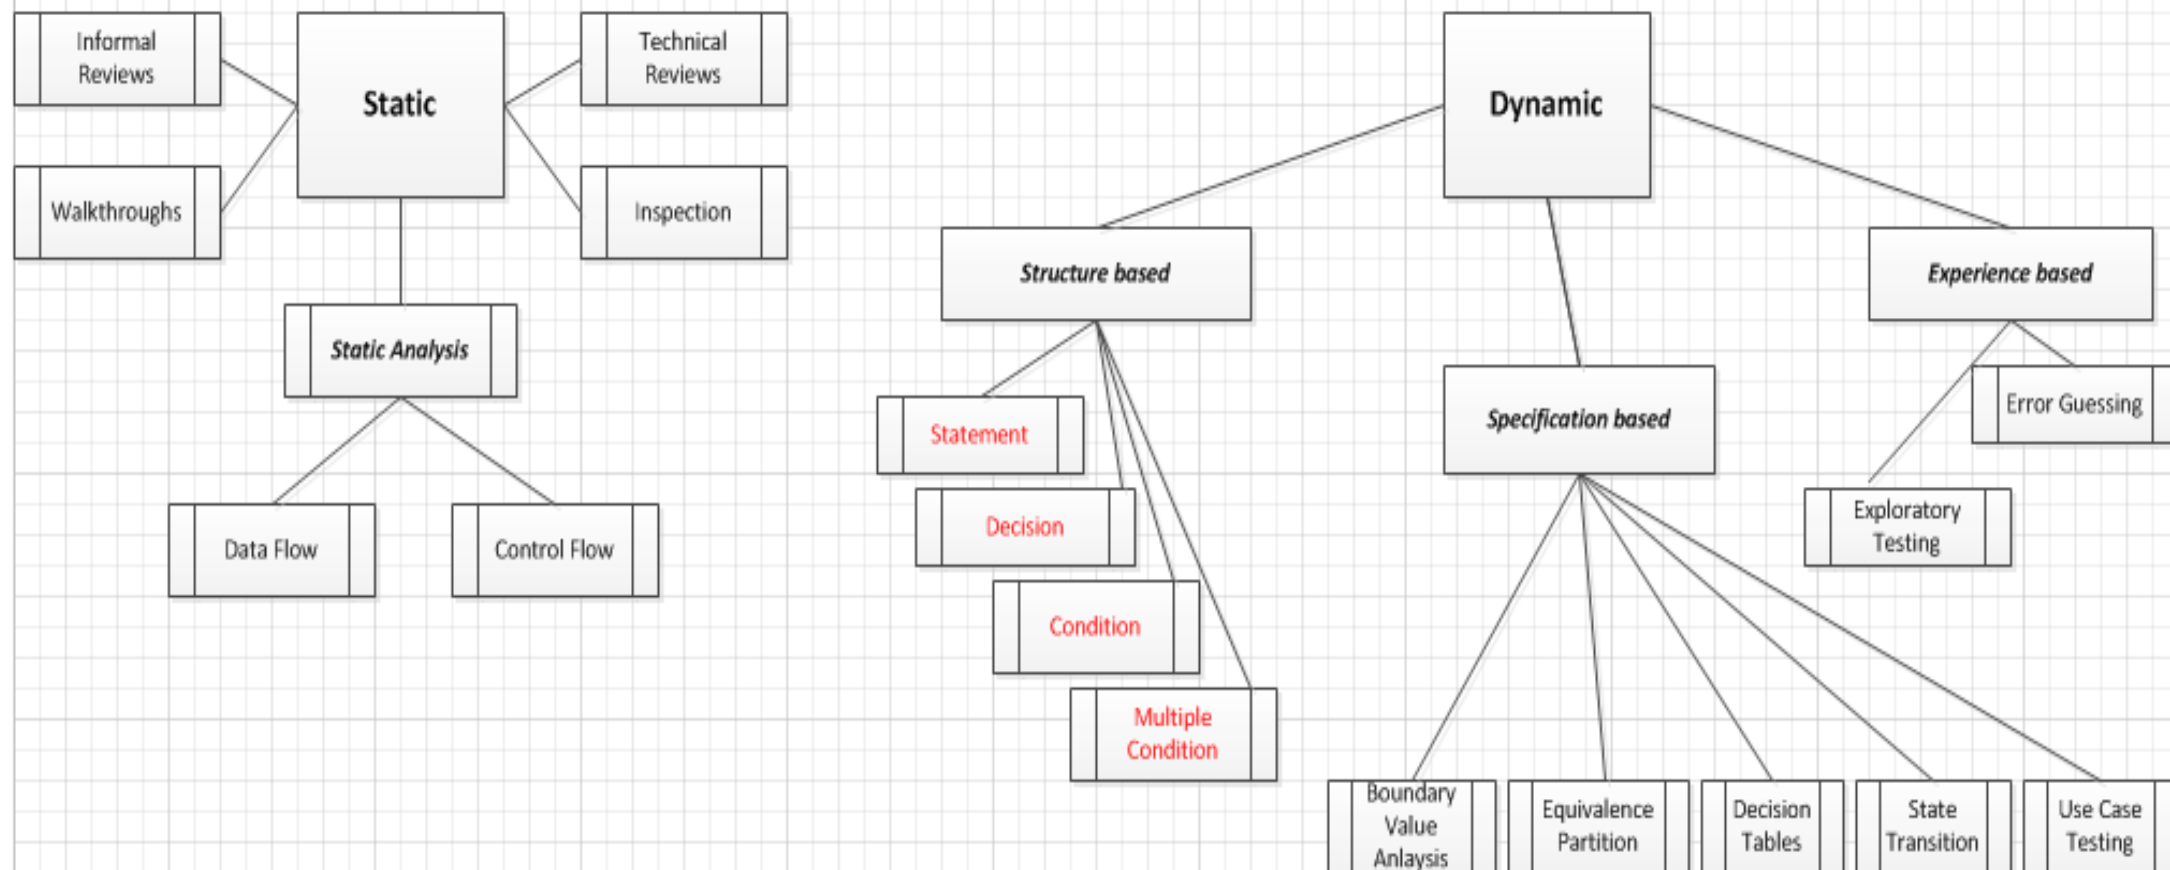 Informal
Reviews
Static
Technical
Reviews
Walkthroughs
Inspection
Static Analysis
Data Flow
Control Flow
Dynamic
Structure based
Experience based
Specification based
Statement
Decision
Condition
Multiple
Condition
Error Guessing
Exploratory
Testing
Boundary
Value
Anlaysis
Equivalence
Partition
Decision
Tables
State
Transition
Use Case
Testing